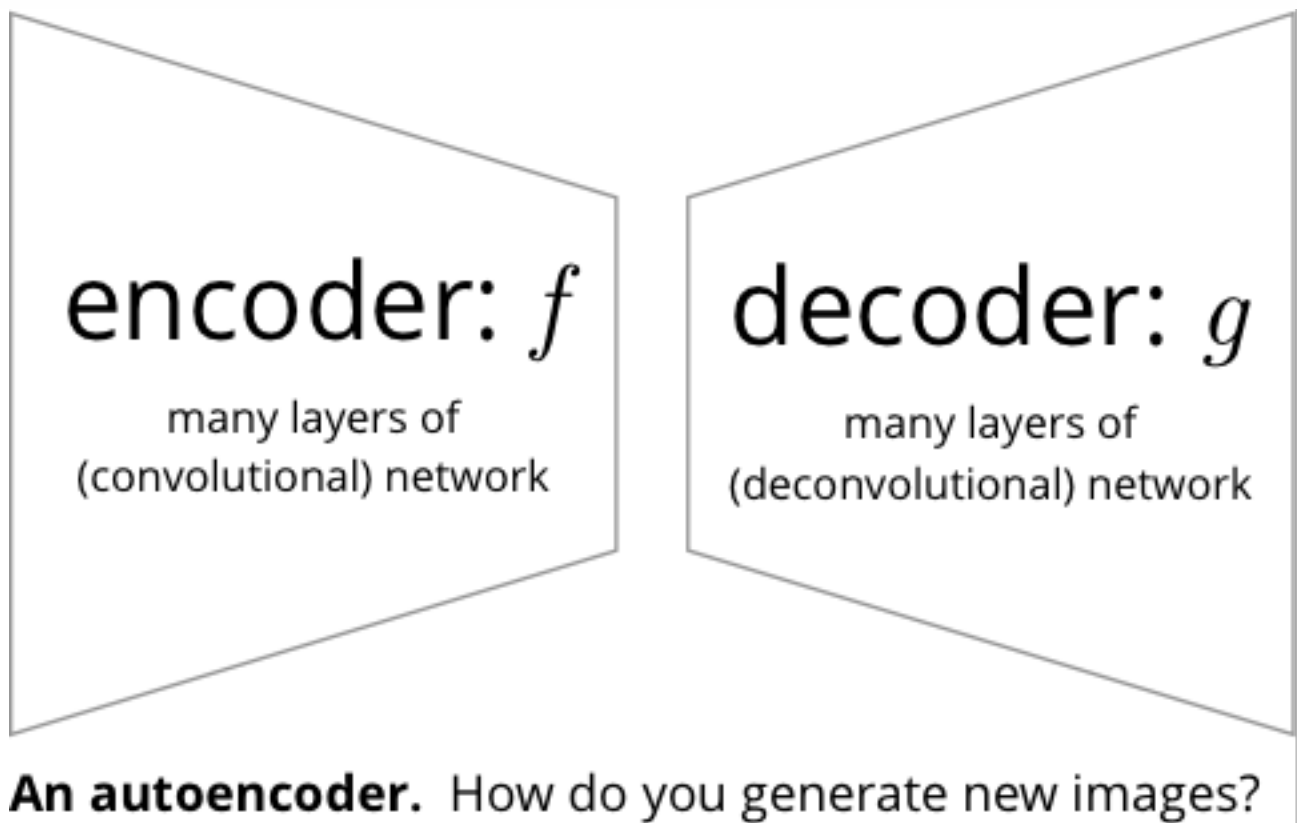 encoder: f
many layers of
(convolutional) network
decoder: g
many layers of
(deconvolutional) network
An autoencoder. How do you generate new images?